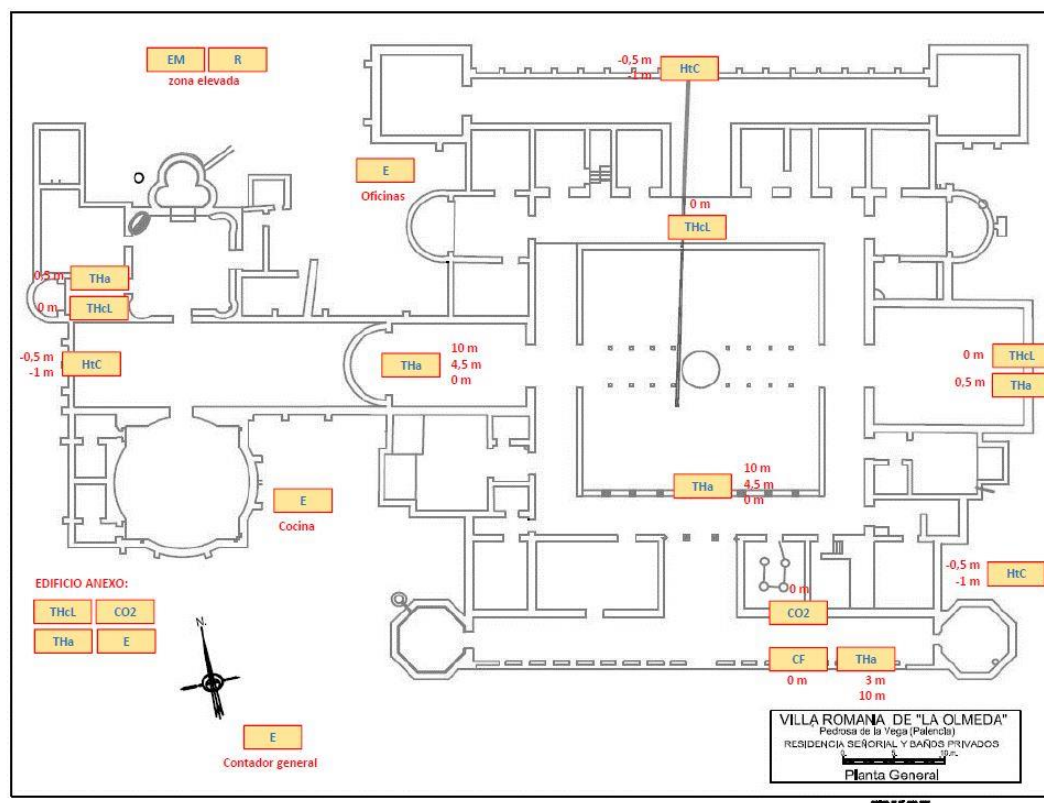 EM R
zona elevada
-0,5 m
-1 m
HtC
E
Oficinas
0 m
THcL
0,5 m
THa
0 m
THcL
-0,5 m
-1 m
HtC
THa
10 m
4,5 m
0 m
0 m
THcL
0,5 m
THa
THa
10 m
4,5 m
0 m
E
Cocina
-0,5 m
-1 m
HtC
EDIFICIO ANEXO:
THcL CO2
THa E
0 m
CO2
N.
CF THa
0 m
3 m
10 m
E
Contador general
VILLA ROMANA DE "LA OLMEDA"
Pedrosa de la Vega (Palencia)
RESIDENCIA SEÑORIAL Y BAÑOS PRIVADOS
0 5 10 m.
Planta General